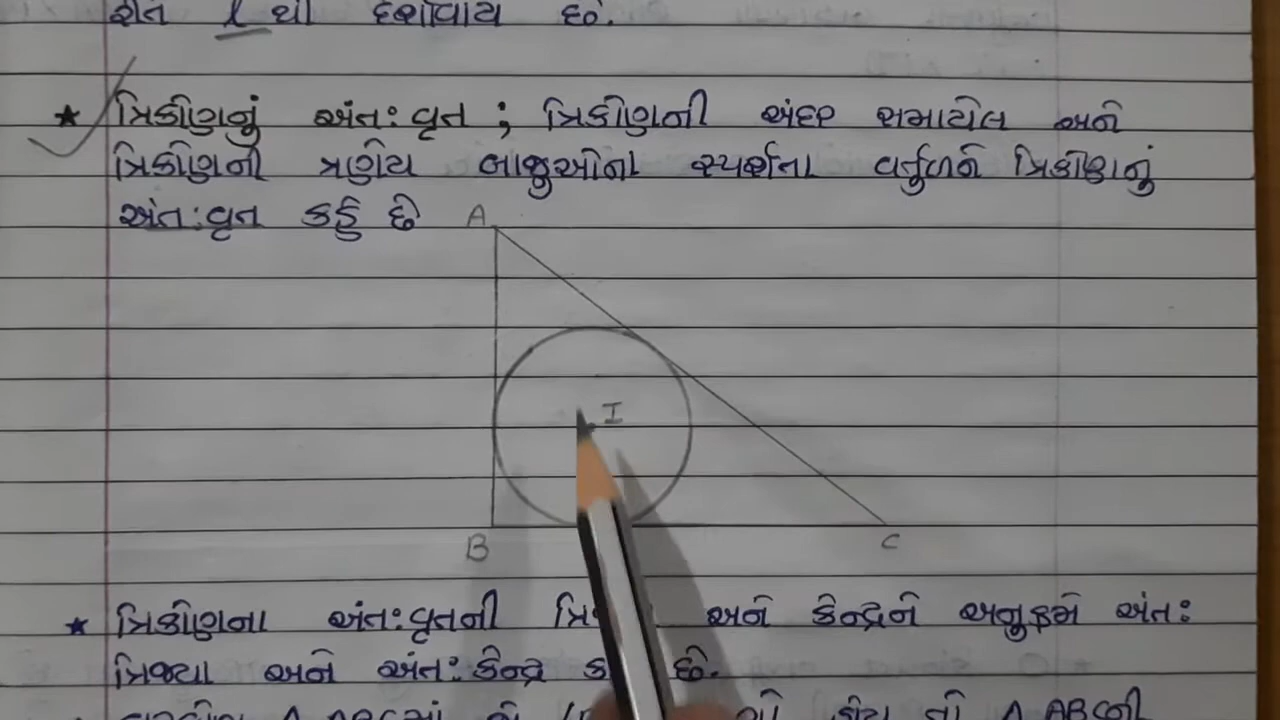 થી દર્શાવાય
★ ત્રિકોણનું અંતઃવૃત ; ત્રિકોણની અંદર સમાયેલ અને
ત્રિકોણની ત્રણેય બાજુઓના સ્પર્શતા વર્તુળને ત્રિકોણનું
અંતઃવૃત કહે છે
A
I
B
C
★ ત્રિકોણના અંતઃવૃતની અને કેન્દ્રને અનુક્રમે અંતઃ
ત્રિજ્યા અને અંતઃકેન્દ્ર છે.